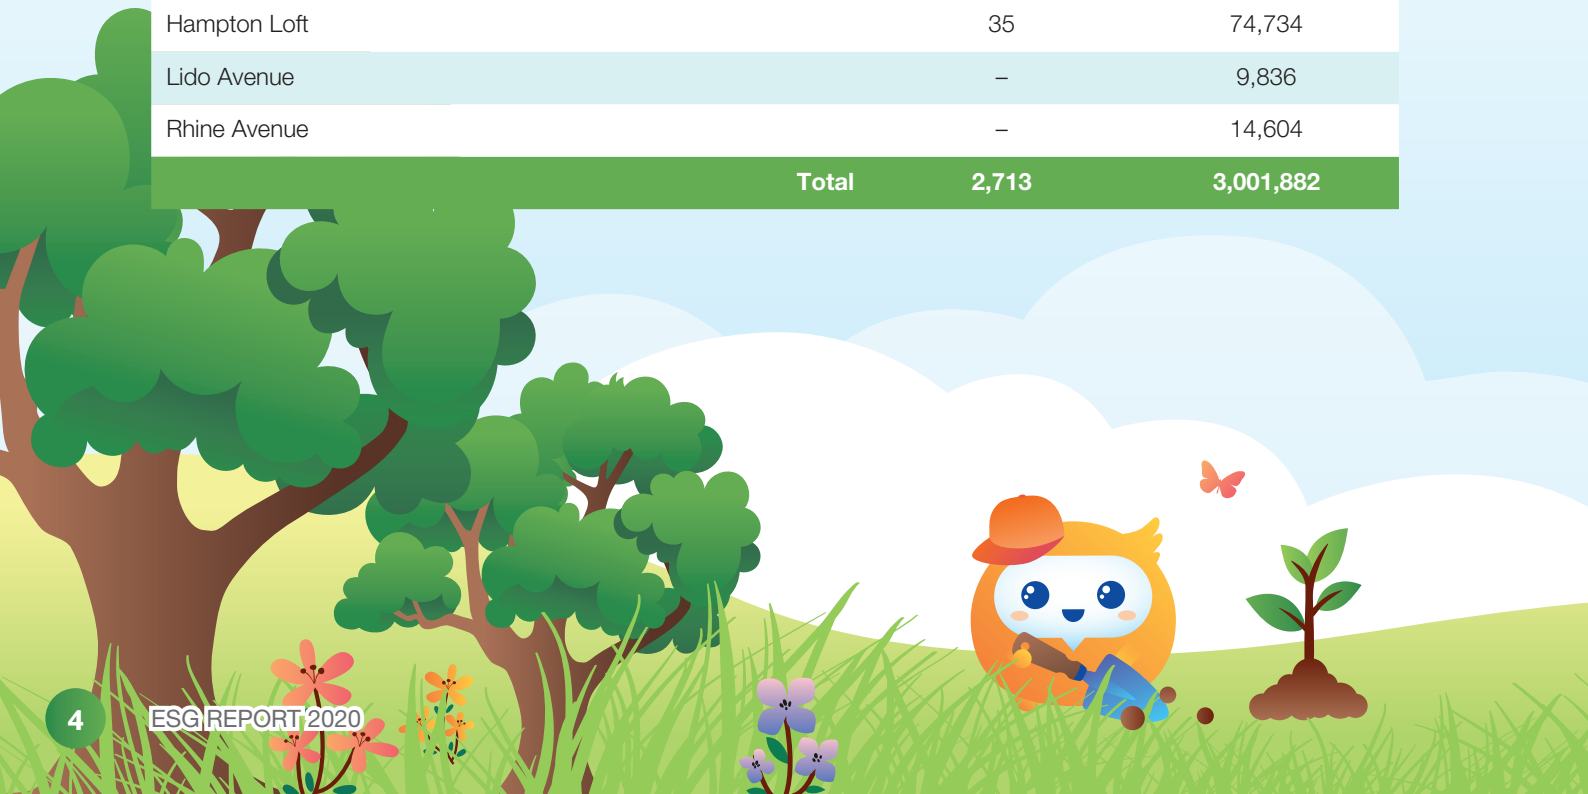 Hampton Loft 35 74,734
Lido Avenue – 9,836
Rhine Avenue – 14,604
Total 2,713 3,001,882
4 ESG REPORT 2020